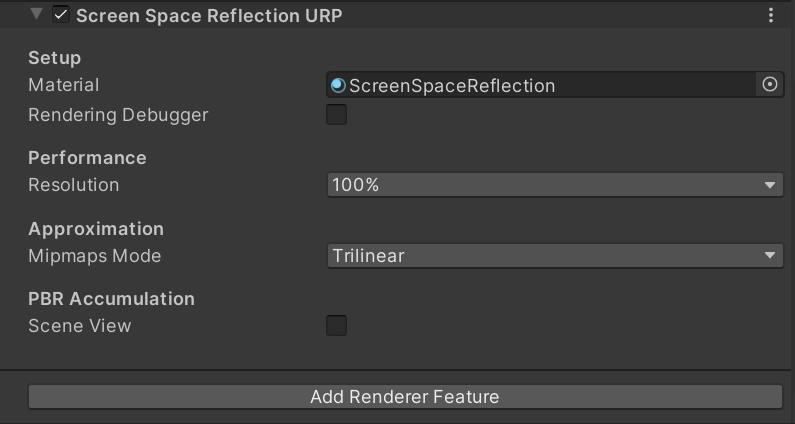 Screen Space Reflection URP
Setup
Material ScreenSpaceReflection
Rendering Debugger
Performance
Resolution 100%
Approximation
Mipmaps Mode Trilinear
PBR Accumulation
Scene View
Add Renderer Feature